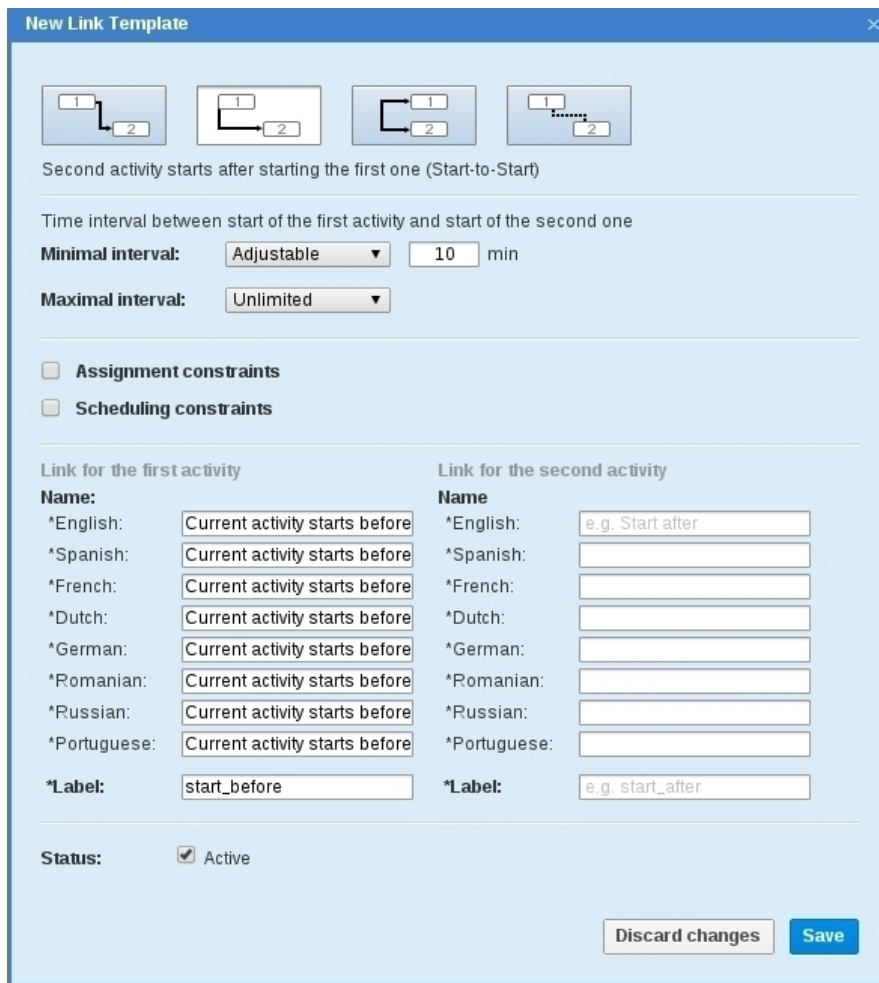 New Link Template
×
1
2
1
2
1
2
1
2
Second activity starts after starting the first one (Start-to-Start)
Time interval between start of the first activity and start of the second one
Minimal interval: Adjustable ▼ 10 min
Maximal interval: Unlimited ▼
Assignment constraints
Scheduling constraints
Link for the first activity
Name:
*English: Current activity starts before
*Spanish: Current activity starts before
*French: Current activity starts before
*Dutch: Current activity starts before
*German: Current activity starts before
*Romanian: Current activity starts before
*Russian: Current activity starts before
*Portuguese: Current activity starts before
*Label: start_before
Link for the second activity
Name
*English: e.g. Start after
*Spanish:
*French:
*Dutch:
*German:
*Romanian:
*Russian:
*Portuguese:
*Label: e.g. start_after
Status: Active
Discard changes Save